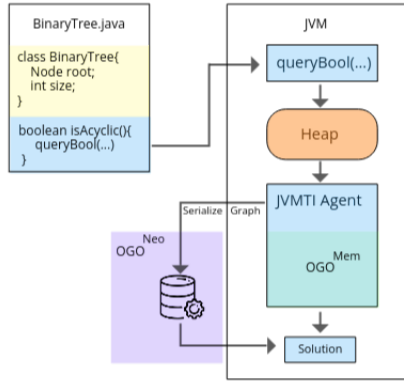 BinaryTree.java
class BinaryTree{
Node root;
int size;
}
boolean isAcyclic(){
queryBool(...)
}
JVM
queryBool(...)
Heap
JVMTI Agent
Serialize Graph
OGO Neo
OGO Mem
Solution